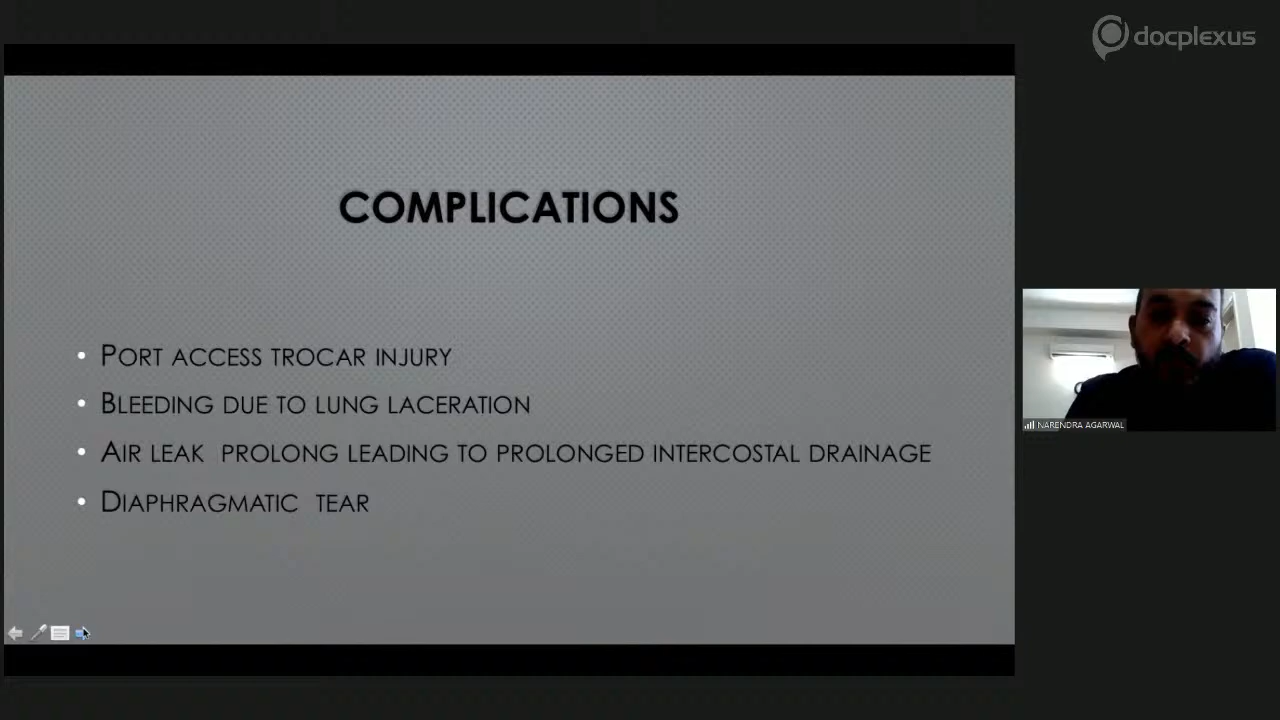 docplexus
COMPLICATIONS
• PORT ACCESS TROCAR INJURY
• BLEEDING DUE TO LUNG LACERATION
• AIR LEAK PROLONG LEADING TO PROLONGED INTERCOSTAL DRAINAGE
• DIAPHRAGMATIC TEAR
NARENDRA AGARWAL